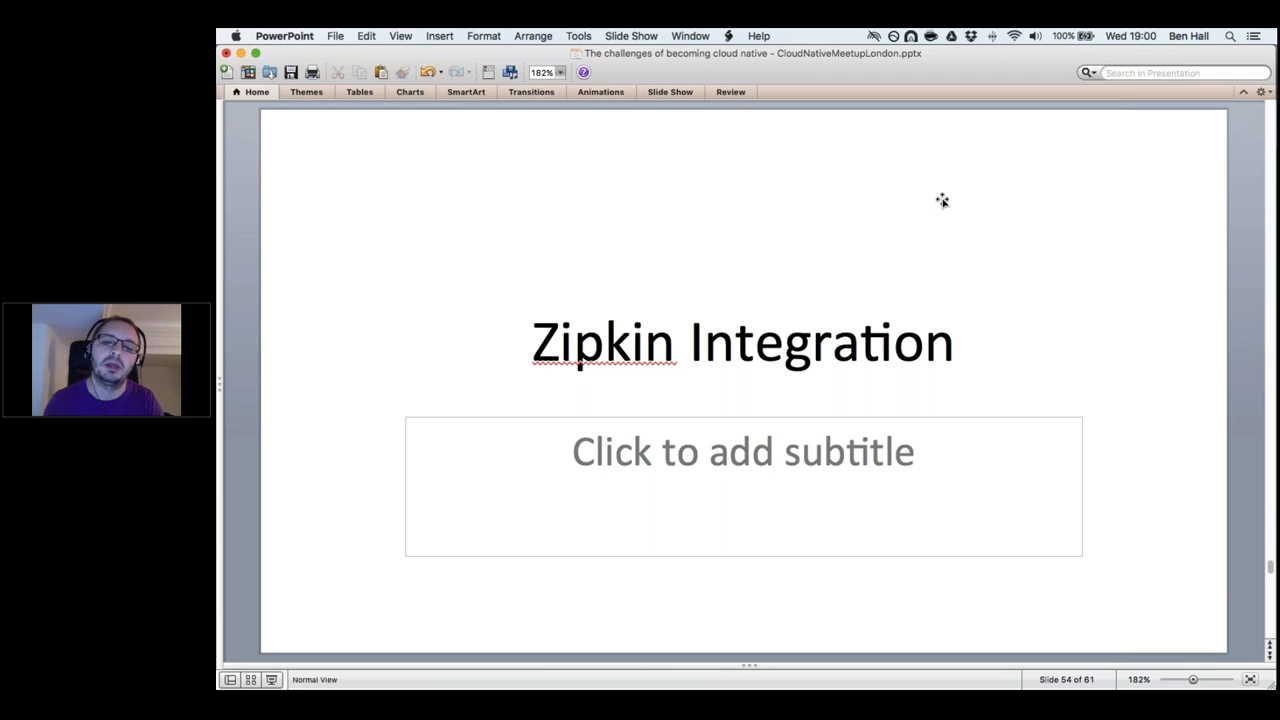 PowerPoint File Edit View Insert Format Arrange Tools Slide Show Window Help 100% Wed 19:00 Ben Hall
The challenges of becoming cloud native - CloudNativeMeetupLondon.pptx
182% Search in Presentation
Home Themes Tables Charts SmartArt Transitions Animations Slide Show Review
Zipkin Integration
Click to add subtitle
Normal View Slide 54 of 61 182%